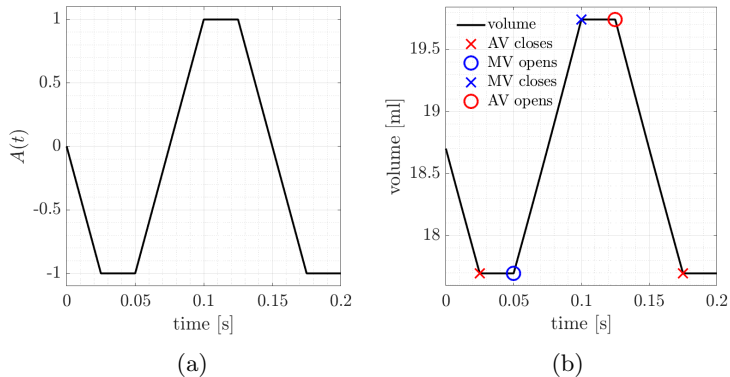 A(t)
1
0.5
0
-0.5
-1
0 0.05 0.1 0.15 0.2
time [s]
(a)
volume [ml]
19.5
19
18.5
18
volume
AV closes
MV opens
MV closes
AV opens
0 0.05 0.1 0.15 0.2
time [s]
(b)